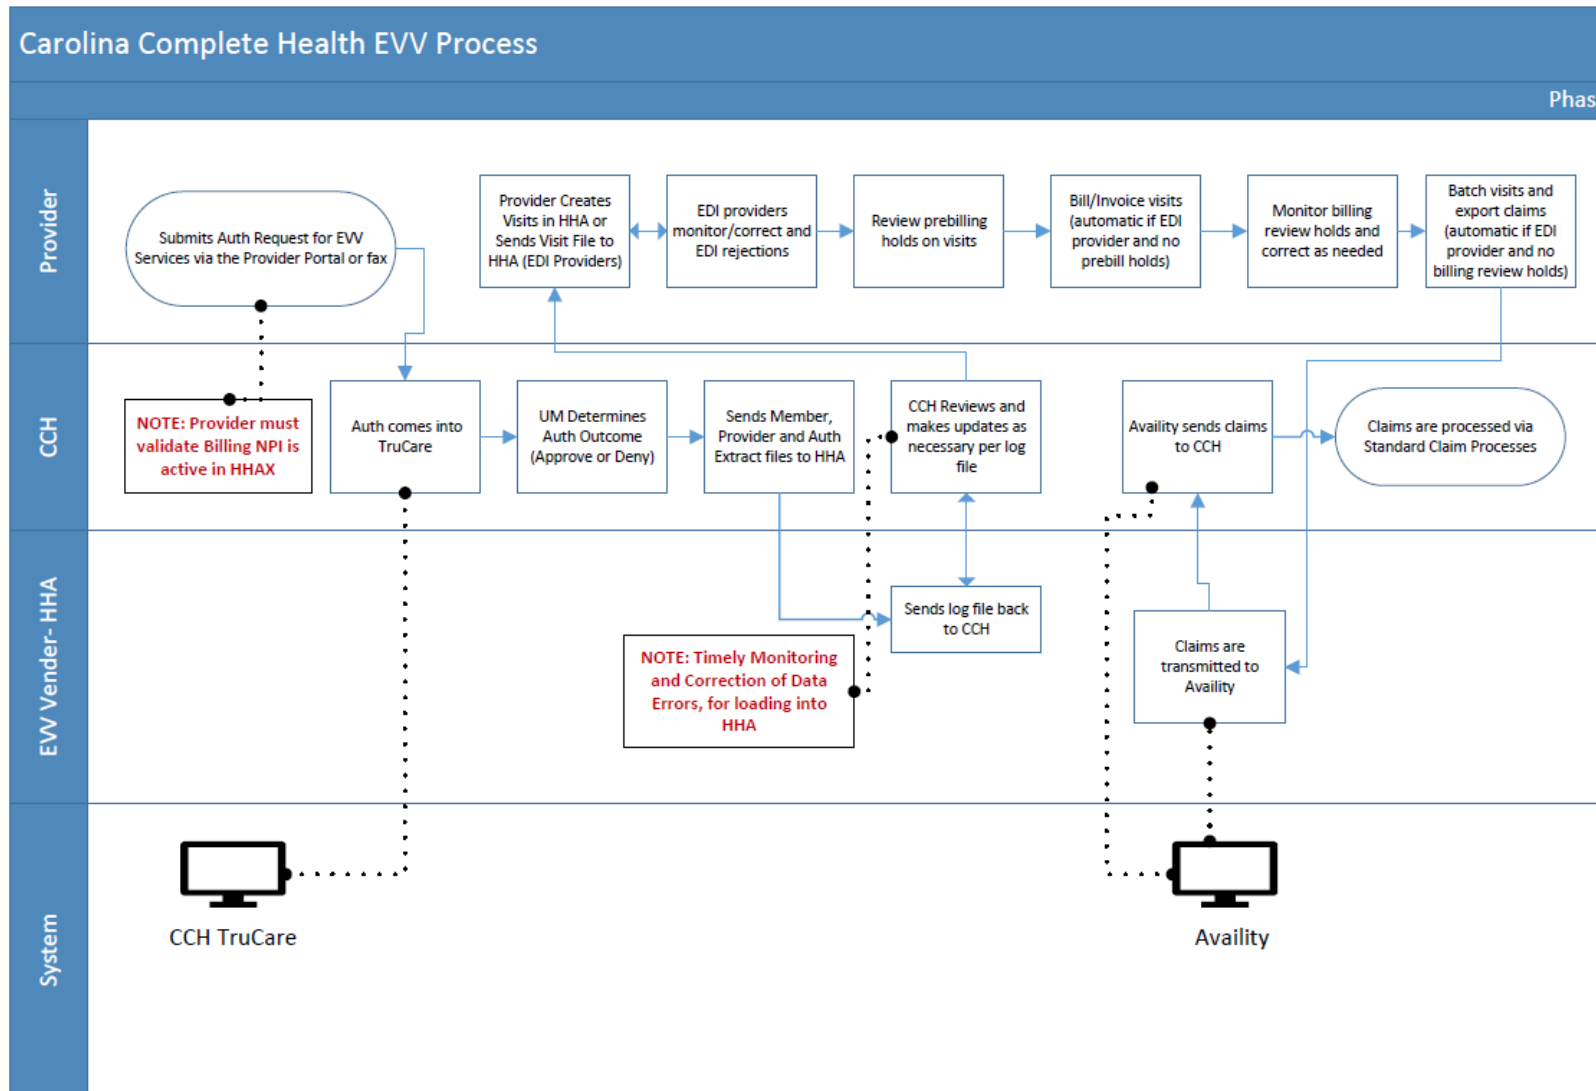 Carolina Complete Health EVV Process
Phas
Provider
Submits Auth Request for EVV
Services via the Provider Portal or fax
Provider Creates
Visits in HHA or
Sends Visit File to
HHA (EDI Providers)
EDI providers
monitor/correct and
EDI rejections
Review prebilling
holds on visits
Bill/Invoice visits
(automatic if EDI
provider and no
prebill holds)
Monitor billing
review holds and
correct as needed
Batch visits and
export claims
(automatic if EDI
provider and no
billing review holds)
CCH
NOTE: Provider must
validate Billing NPI is
active in HHAX
Auth comes into
TruCare
UM Determines
Auth Outcome
(Approve or Deny)
Sends Member,
Provider and Auth
Extract files to HHA
CCH Reviews and
makes updates as
necessary per log
file
Availity sends claims
to CCH
Claims are processed via
Standard Claim Processes
EVV Vender- HHA
NOTE: Timely Monitoring
and Correction of Data
Errors, for loading into
HHA
Sends log file back
to CCH
Claims are
transmitted to
Availity
System
CCH TruCare
Availity